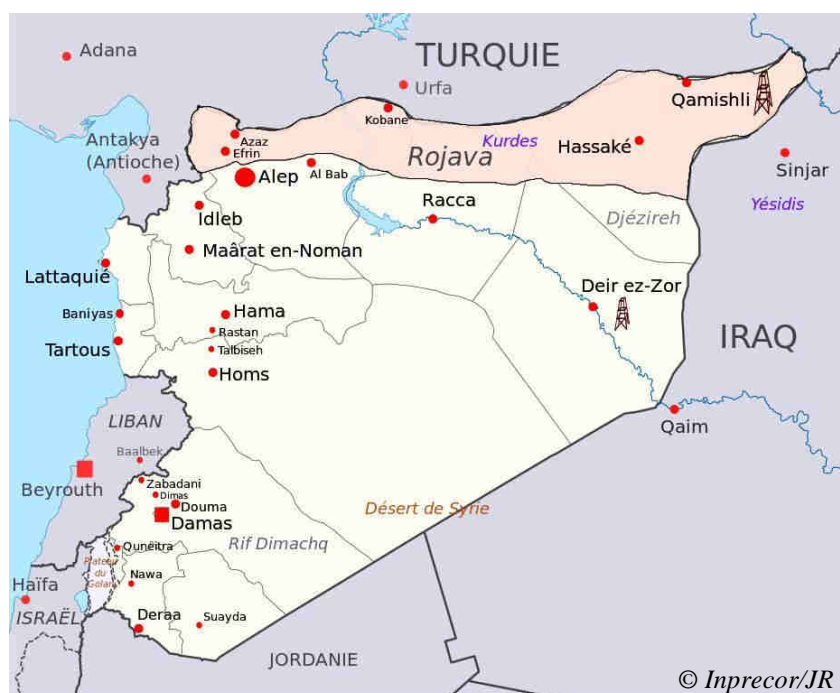 Adana
TURQUIE
Urfa
Qamishli
Kobane
Azaz
Efrin
Kurdes
Hassaké
Rojava
Antakya
(Antioche)
Alep
Al Bab
Sinjar
Racca
Idleb
Djézireh
Yésidis
Maârat en-Noman
Lattaquié
Deir ez-Zor
Baniyas
Hama
Rastan
IRAQ
Tartous
Talbiseh
Homs
LIBAN
Qaim
Baalbek
Beyrouth
Zabadani
Dimas
Douma
Désert de Syrie
Damas
Rif Dimachq
Quneïtra
Plateau
du
Golan
Nawa
Haïfa
ISRAËL
Deraa
Suayda
JORDANIE
© Inprecor/JR